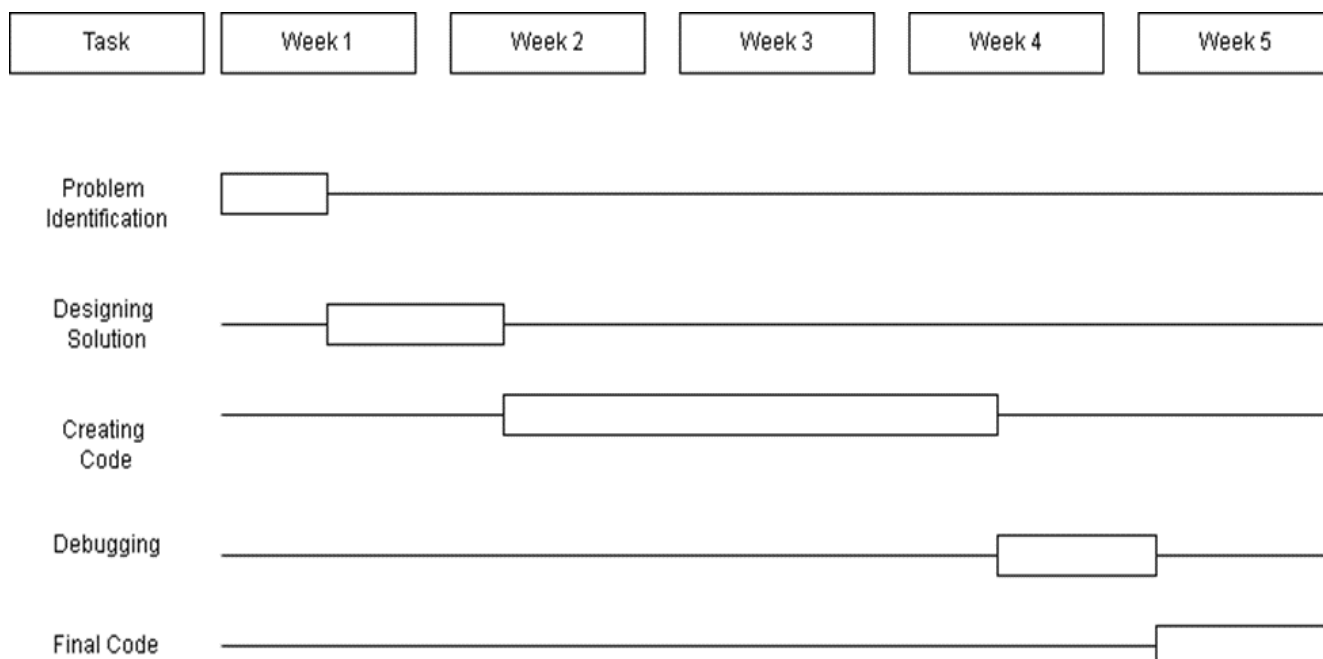 Task
Week 1
Week 2
Week 3
Week 4
Week 5
Problem
Identification
Designing
Solution
Creating
Code
Debugging
Final Code